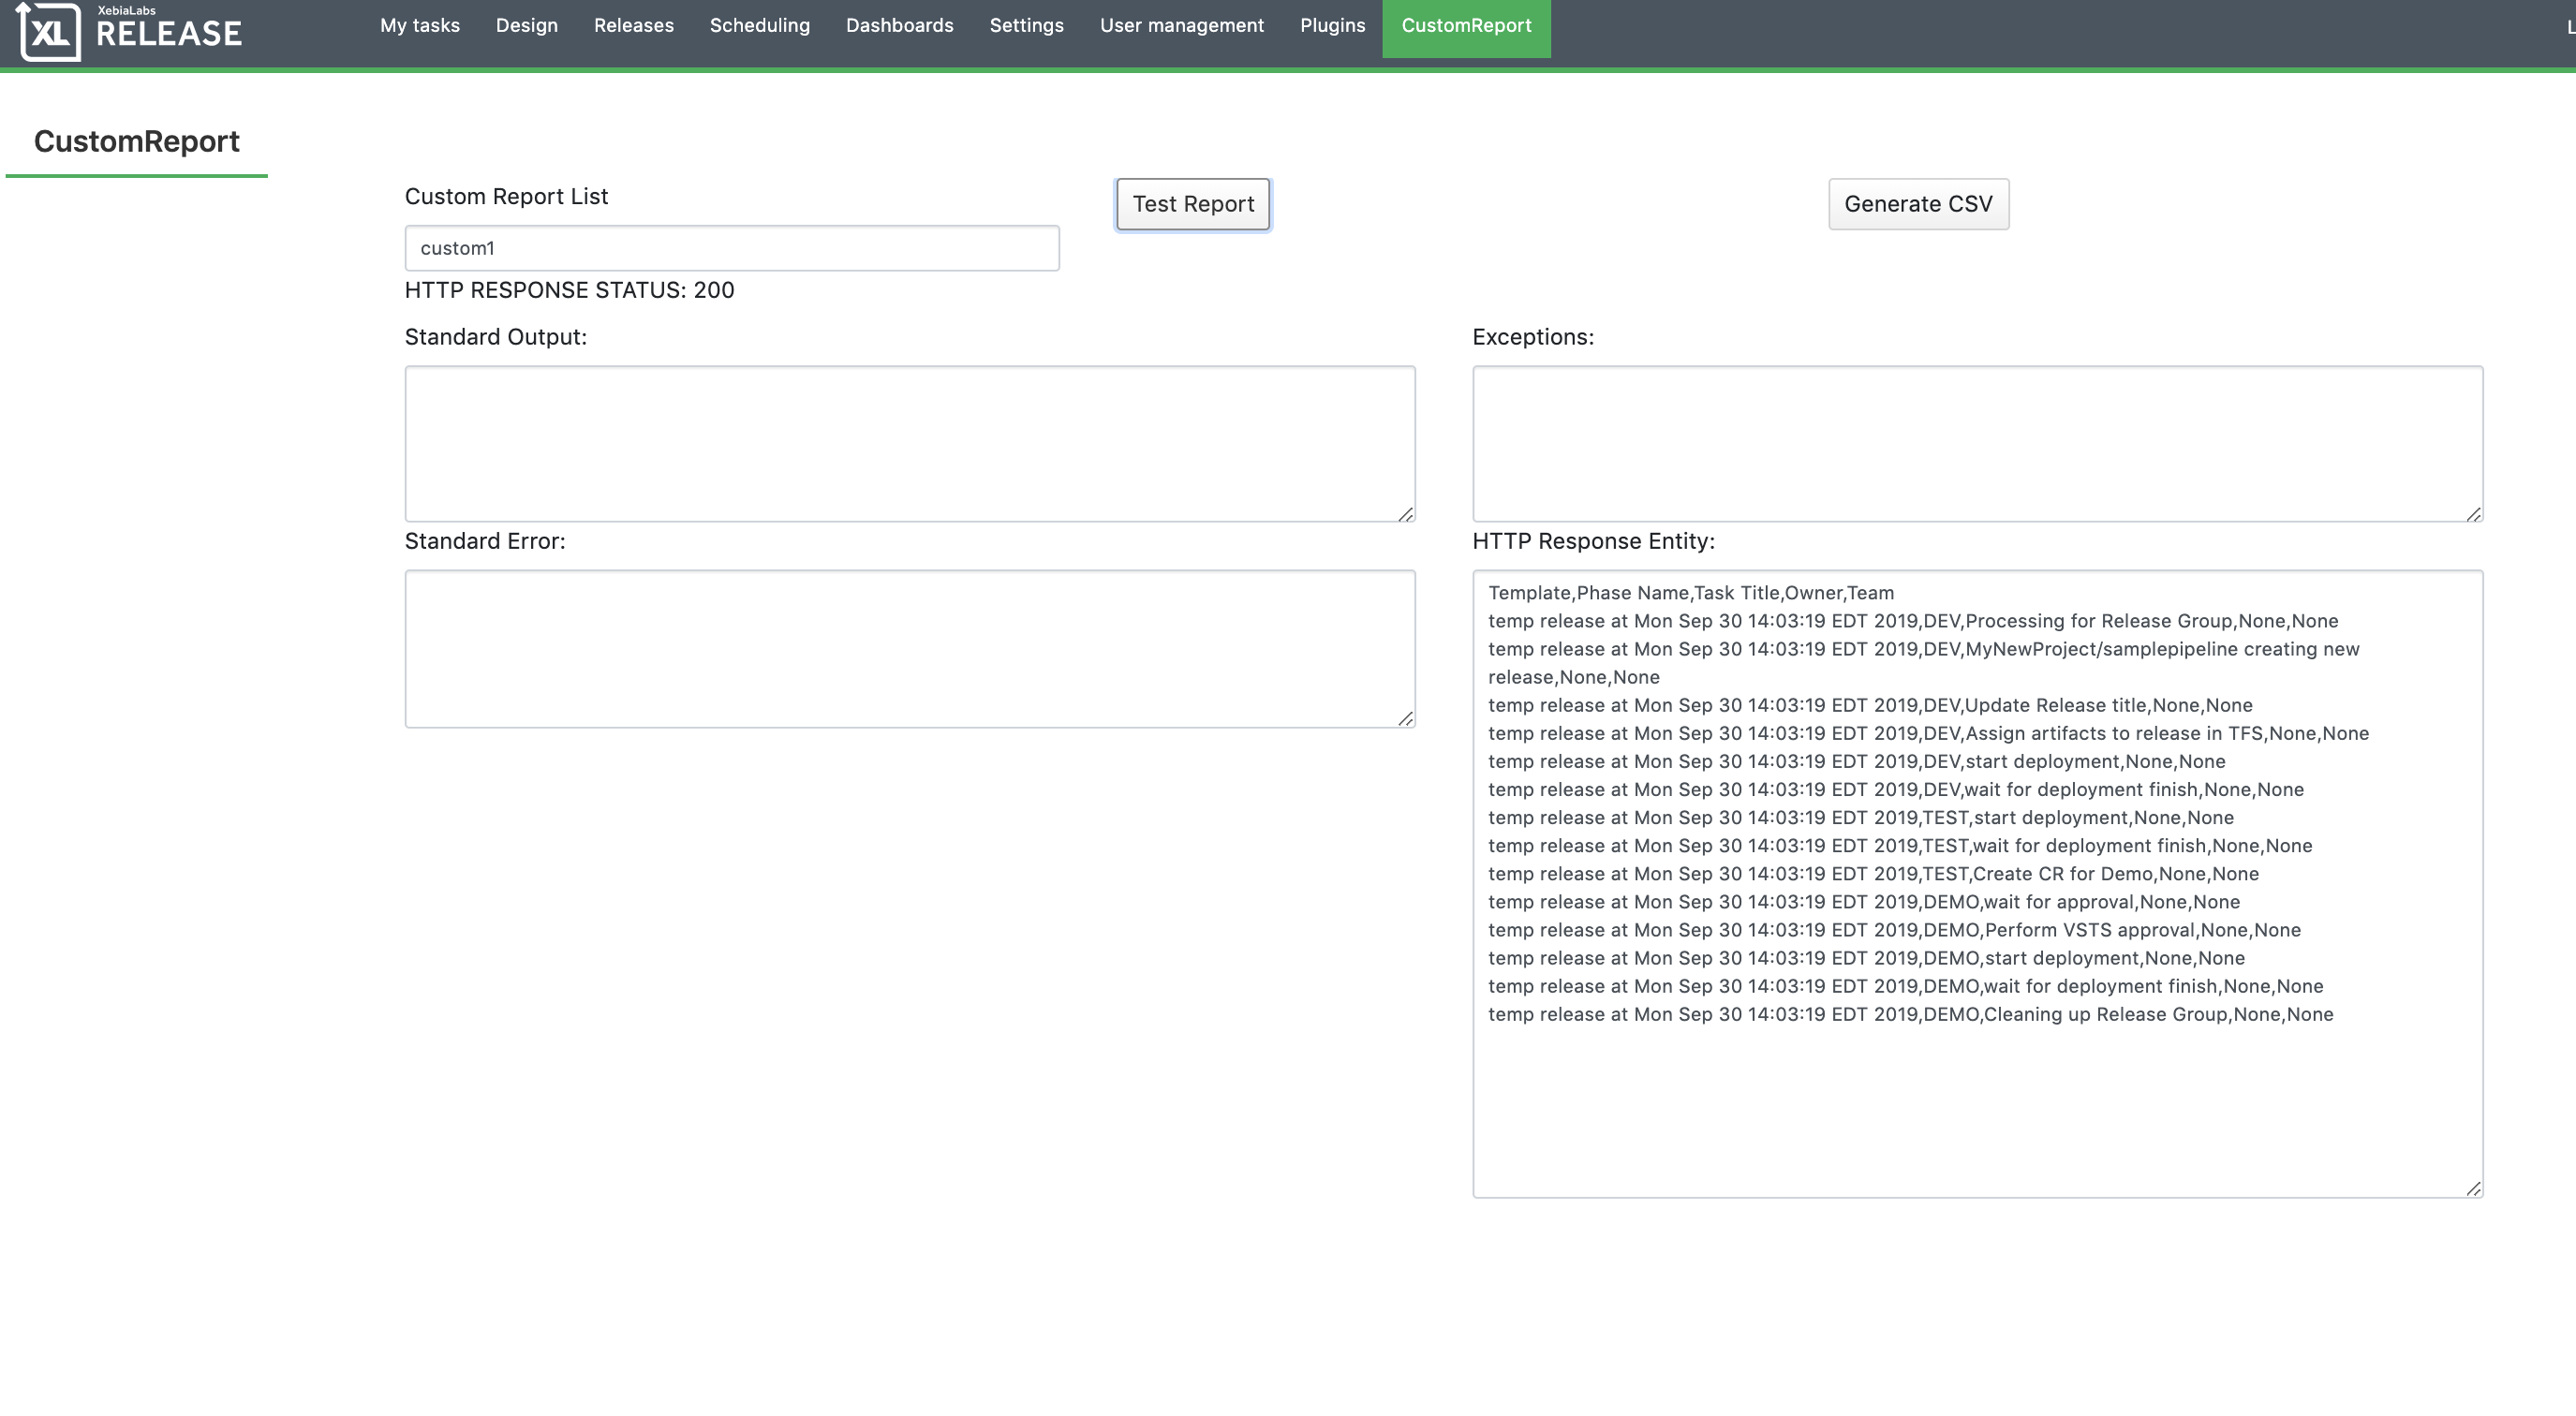 XebiaLabs
XL RELEASE
My tasks Design Releases Scheduling Dashboards Settings User management Plugins CustomReport
CustomReport
Custom Report List
Test Report
Generate CSV
custom1
HTTP RESPONSE STATUS: 200
Standard Output:
Exceptions:
Standard Error:
HTTP Response Entity:
Template,Phase Name,Task Title,Owner,Team
temp release at Mon Sep 30 14:03:19 EDT 2019,DEV,Processing for Release Group,None,None
temp release at Mon Sep 30 14:03:19 EDT 2019,DEV,MyNewProject/samplepipeline creating new
release,None,None
temp release at Mon Sep 30 14:03:19 EDT 2019,DEV,Update Release title,None,None
temp release at Mon Sep 30 14:03:19 EDT 2019,DEV,Assign artifacts to release in TFS,None,None
temp release at Mon Sep 30 14:03:19 EDT 2019,DEV,start deployment,None,None
temp release at Mon Sep 30 14:03:19 EDT 2019,DEV,wait for deployment finish,None,None
temp release at Mon Sep 30 14:03:19 EDT 2019,TEST,start deployment,None,None
temp release at Mon Sep 30 14:03:19 EDT 2019,TEST,wait for deployment finish,None,None
temp release at Mon Sep 30 14:03:19 EDT 2019,TEST,Create CR for Demo,None,None
temp release at Mon Sep 30 14:03:19 EDT 2019,DEMO,wait for approval,None,None
temp release at Mon Sep 30 14:03:19 EDT 2019,DEMO,Perform VSTS approval,None,None
temp release at Mon Sep 30 14:03:19 EDT 2019,DEMO,start deployment,None,None
temp release at Mon Sep 30 14:03:19 EDT 2019,DEMO,wait for deployment finish,None,None
temp release at Mon Sep 30 14:03:19 EDT 2019,DEMO,Cleaning up Release Group,None,None